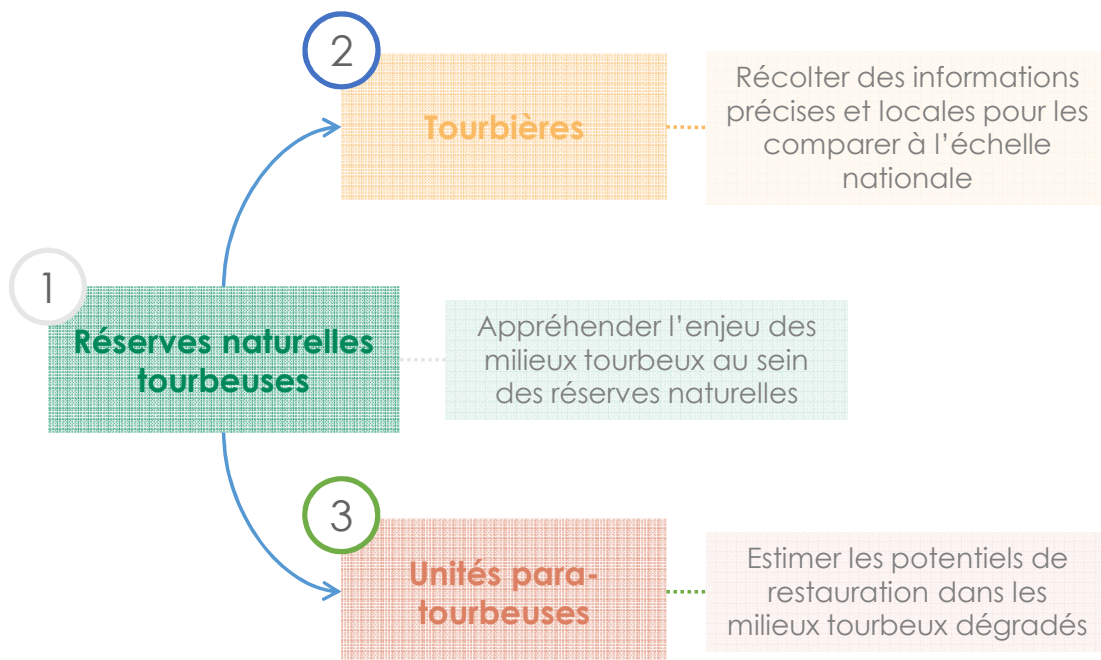 2
Tourbières
Récolter des informations
précises et locales pour les
comparer à l'échelle
nationale
1
Réserves naturelles
tourbeuses
Appréhender l'enjeu des
milieux tourbeux au sein
des réserves naturelles
3
Unités para-
tourbeuses
Estimer les potentiels de
restauration dans les
milieux tourbeux dégradés